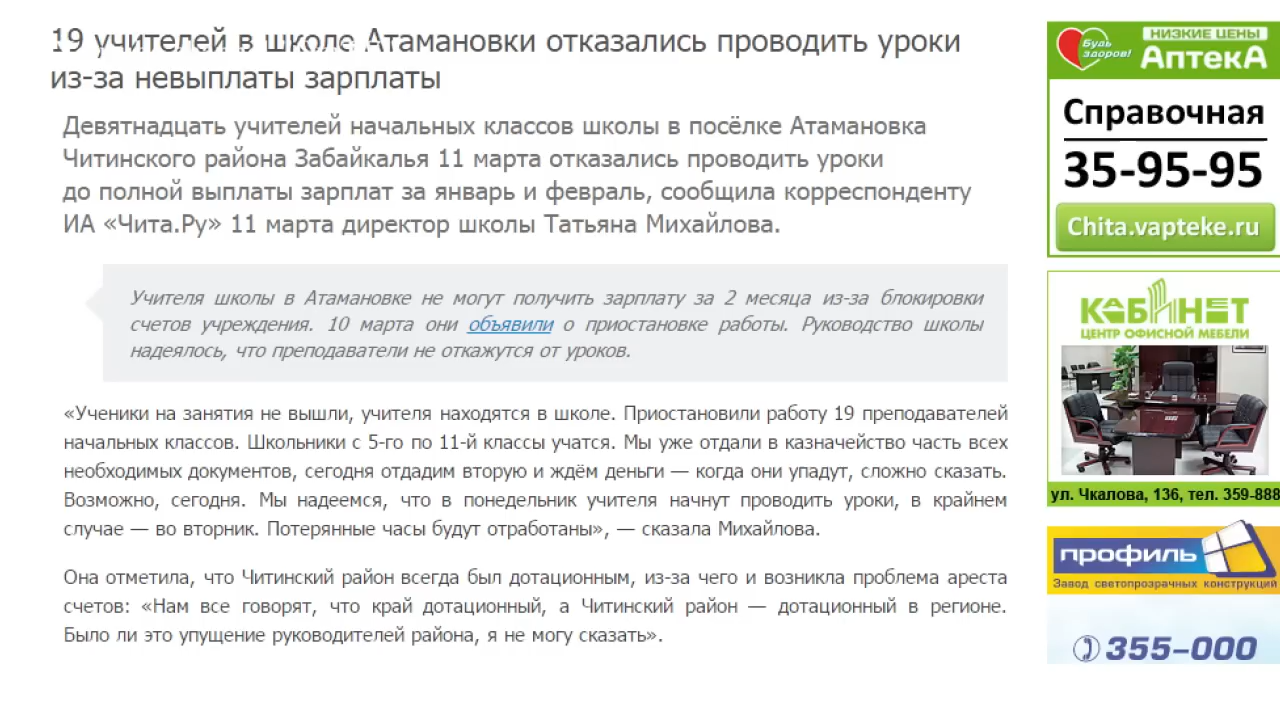 19 учителей в школе Атамановки отказались проводить уроки
из-за невыплаты зарплаты
Девятнадцать учителей начальных классов школы в посёлке Атамановка
Читинского района Забайкалья 11 марта отказались проводить уроки
до полной выплаты зарплат за январь и февраль, сообщила корреспонденту
ИА «Чита.Ру» 11 марта директор школы Татьяна Михайлова.
Учителя школы в Атамановке не могут получить зарплату за 2 месяца из-за блокировки
счетов учреждения. 10 марта они объявили о приостановке работы. Руководство школы
надеялось, что преподаватели не откажутся от уроков.
«Ученики на занятия не вышли, учителя находятся в школе. Приостановили работу 19 преподавателей
начальных классов. Школьники с 5-го по 11-й классы учатся. Мы уже отдали в казначейство часть всех
необходимых документов, сегодня отдадим вторую и ждём деньги — когда они упадут, сложно сказать.
Возможно, сегодня. Мы надеемся, что в понедельник учителя начнут проводить уроки, в крайнем
случае — во вторник. Потерянные часы будут отработаны», — сказала Михайлова.
Она отметила, что Читинский район всегда был дотационным, из-за чего и возникла проблема ареста
счетов: «Нам все говорят, что край дотационный, а Читинский район — дотационный в регионе.
Было ли это упущение руководителей района, я не могу сказать».
Будь
здоров!
НИЗКИЕ ЦЕНЫ
АптекА
Справочная
35-95-95
Chita.vapteke.ru
КАБИНЕТ
ЦЕНТР ОФИСНОЙ МЕБЕЛИ
ул. Чкалова, 136, тел. 359-888
профиль
Завод светопрозрачных конструкций
355-000